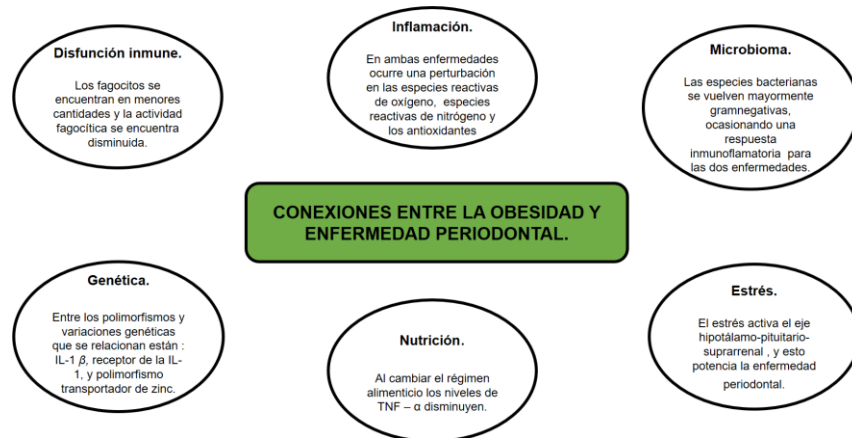 Disfunción inmune.
Los fagocitos se
encuentran en menores
cantidades y la actividad
fagocítica se encuentra
disminuida.
Inflamación.
En ambas enfermedades
ocurre una perturbación
en las especies reactivas
de oxígeno, especies
reactivas de nitrógeno y
los antioxidantes
Microbioma.
Las especies bacterianas
se vuelven mayormente
gramnegativas,
ocasionando una
respuesta
inmunoflamatoria para
las dos enfermedades.
CONEXIONES ENTRE LA OBESIDAD Y
ENFERMEDAD PERIODONTAL.
Genética.
Entre los polimorfismos y
variaciones genéticas
que se relacionan están :
IL-1 β, receptor de la IL-
1, y polimorfismo
transportador de zinc.
Nutrición.
Al cambiar el régimen
alimenticio los niveles de
TNF – α disminuyen.
Estrés.
El estrés activa el eje
hipotálamo-pituitario-
suprarrenal , y esto
potencia la enfermedad
periodontal.